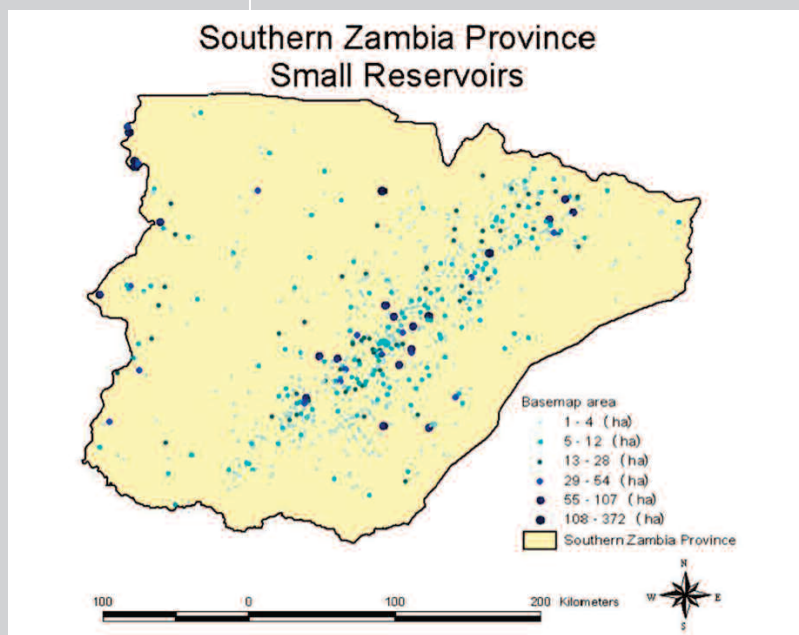 Southern Zambia Province
Small Reservoirs
Basemap area
1 - 4 (ha)
5 - 12 (ha)
13 - 28 (ha)
29 - 54 (ha)
55 - 107 (ha)
108 - 372 (ha)
Southern Zambia Province
N
W E
S
100 0 100 200 Kilometers